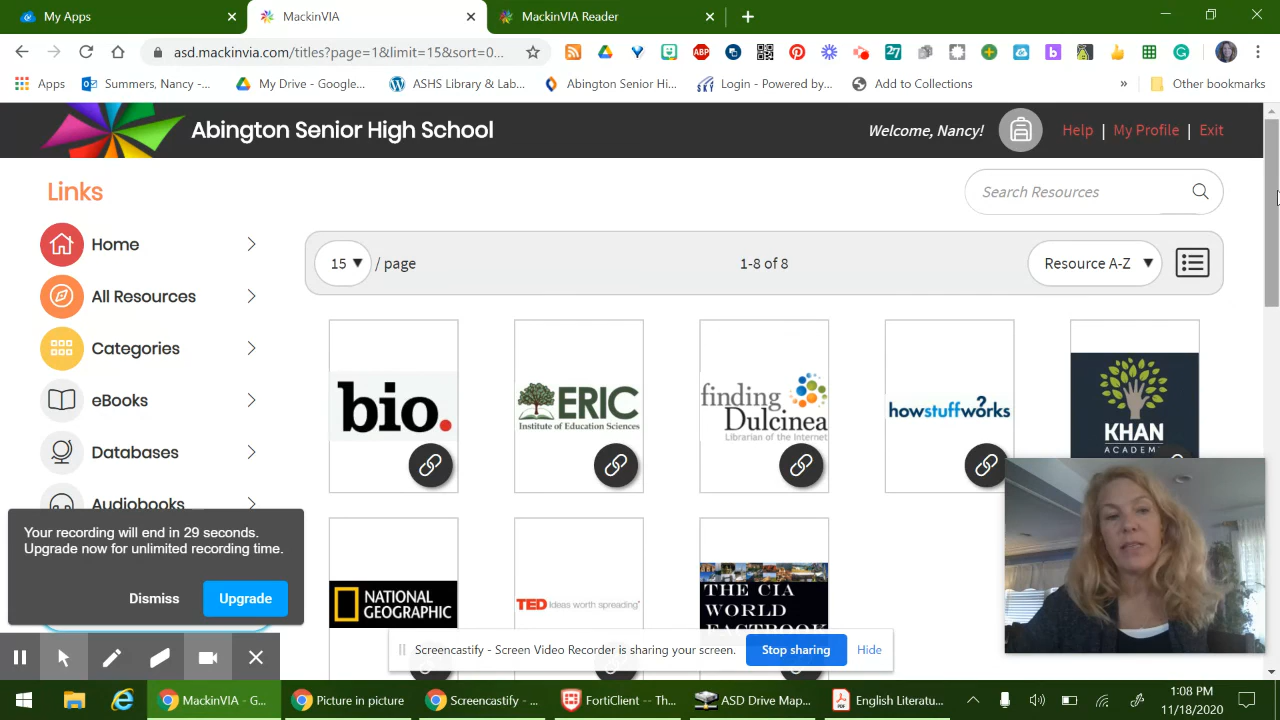 My Apps
MackinVIA
MackinVIA Reader
asd.mackinvia.com/titles?page=1&limit=15&sort=0...
Apps
Summers, Nancy -...
My Drive - Google...
ASHS Library & Lab...
Abington Senior Hi...
Login - Powered by...
Add to Collections
»
Other bookmarks
Abington Senior High School
Welcome, Nancy!
Help | My Profile | Exit
Links
Search Resources
Home
All Resources
Categories
eBooks
Databases
Audiobooks
15 / page
1-8 of 8
Resource A-Z
bio.
ERIC
Institute of Education Sciences
finding
Dulcinea
Librarian of the Internet
howstuffworks
KHAN
ACADEM
NATIONAL
GEOGRAPHIC
TED Ideas worth spreading
THE CIA
WORLD
FACTBOOK
Your recording will end in 29 seconds.
Upgrade now for unlimited recording time.
Dismiss
Upgrade
Screencastify - Screen Video Recorder is sharing your screen.
Stop sharing
Hide
MackinVIA - G...
Picture in picture
Screencastify - ...
FortiClient -- Th...
ASD Drive Map...
English Literatu...
1:08 PM
11/18/2020